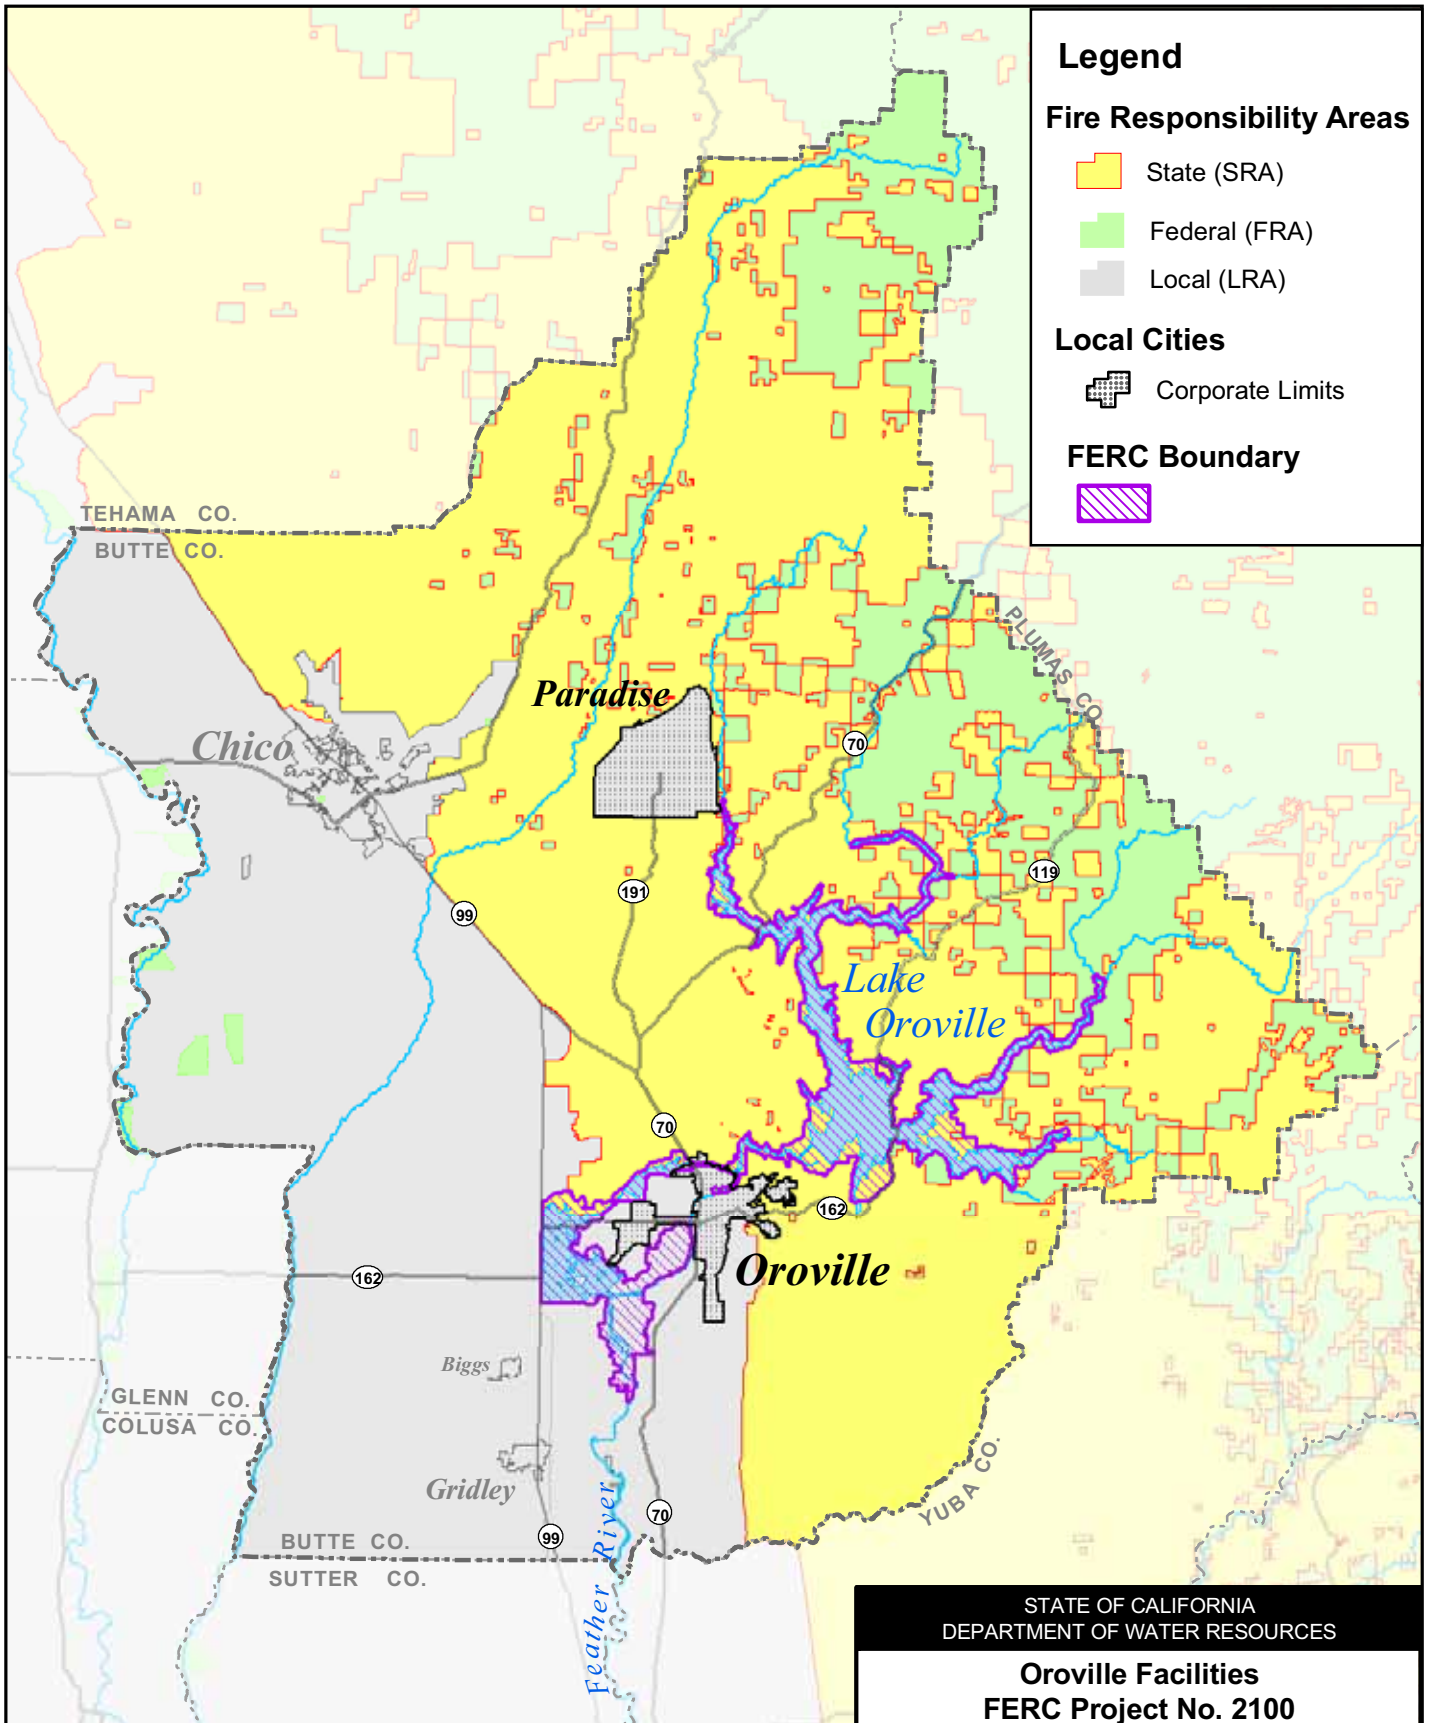 Legend
Fire Responsibility Areas
State (SRA)
Federal (FRA)
Local (LRA)
Local Cities
Corporate Limits
FERC Boundary
TEHAMA CO.
BUTTE CO.
PLUMAS CO.
Paradise
Chico
70
191
119
99
Lake
Oroville
70
162
Oroville
162
Biggs
GLENN CO.
COLUSA CO.
Gridley
YUBA CO.
70
99
Feather River
BUTTE CO.
SUTTER CO.
STATE OF CALIFORNIA
DEPARTMENT OF WATER RESOURCES
Oroville Facilities
FERC Project No. 2100